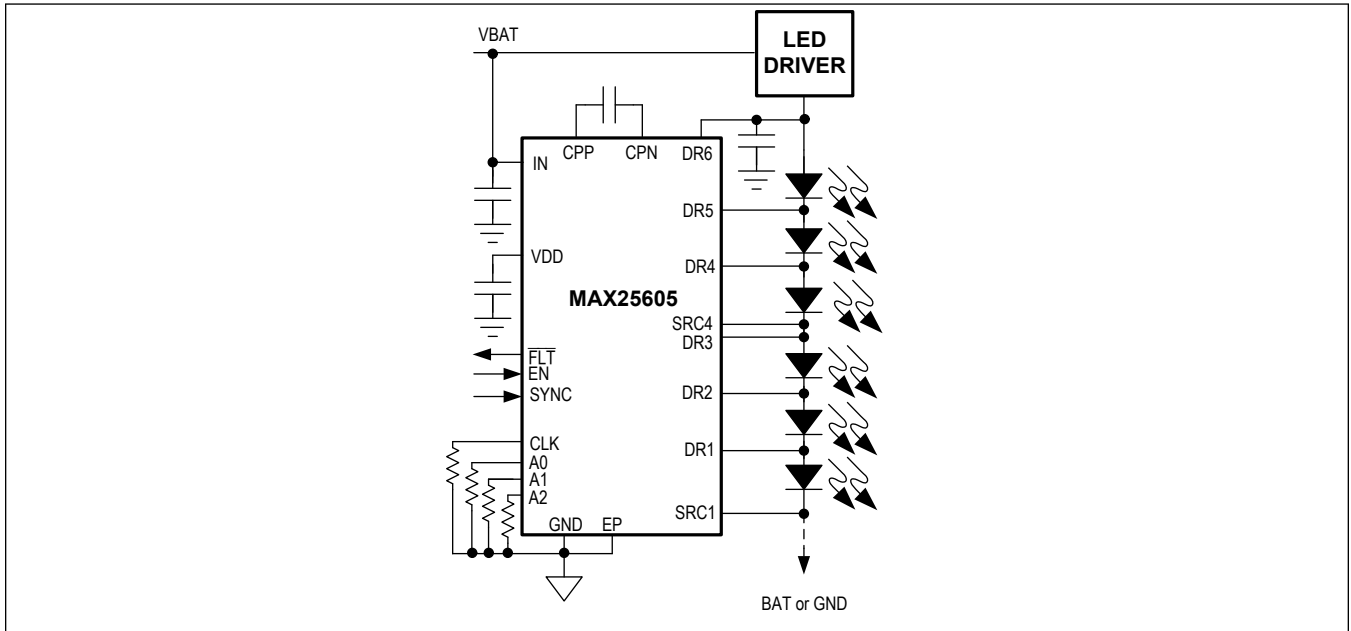 VBAT
LED
DRIVER
CPP
CPN
DR6
IN
DR5
VDD
DR4
MAX25605
SRC4
DR3
FLT
EN
DR2
SYNC
CLK
DR1
A0
A1
A2
SRC1
GND
EP
BAT or GND